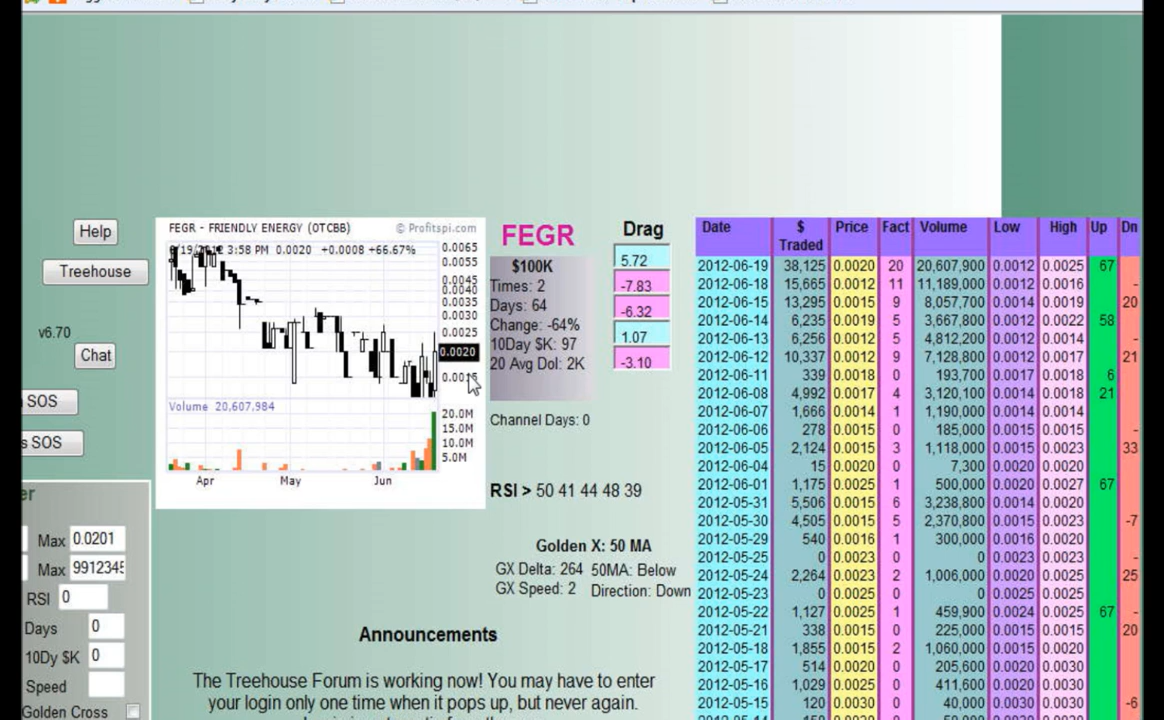 Help
Treehouse
v6.70
Chat
SOS
s SOS
er
Max 0.0201
Max 9912345
RSI 0
Days 0
10Dy $K 0
Speed
Golden Cross
FEGR - FRIENDLY ENERGY (OTCBB) © Profitspi.com
6/19/2012 3:58 PM 0.0020 +0.0008 +66.67%
0.0065
0.0055
0.0045
0.0040
0.0035
0.0030
0.0025
0.0020
0.0015
Volume 20,607,984
20.0M
15.0M
10.0M
5.0M
Apr May Jun
FEGR
$100K
Times: 2
Days: 64
Change: -64%
10Day $K: 97
20 Avg Dol: 2K
Channel Days: 0
Drag
5.72
-7.83
-6.32
1.07
-3.10
RSI > 50 41 44 48 39
Golden X: 50 MA
GX Delta: 264 50MA: Below
GX Speed: 2 Direction: Down
Announcements
The Treehouse Forum is working now! You may have to enter
your login only one time when it pops up, but never again.
Date $ Traded Price Fact Volume Low High Up Dn
2012-06-19 38,125 0.0020 20 20,607,900 0.0012 0.0025 67
2012-06-18 15,665 0.0012 11 11,189,000 0.0012 0.0016 -
2012-06-15 13,295 0.0015 9 8,057,700 0.0014 0.0019 20
2012-06-14 6,235 0.0019 5 3,667,800 0.0012 0.0022 58
2012-06-13 6,256 0.0012 5 4,812,200 0.0012 0.0014 -
2012-06-12 10,337 0.0012 9 7,128,800 0.0012 0.0017 21
2012-06-11 339 0.0018 0 193,700 0.0017 0.0018 6
2012-06-08 4,992 0.0017 4 3,120,100 0.0014 0.0018 21
2012-06-07 1,666 0.0014 1 1,190,000 0.0014 0.0014
2012-06-06 278 0.0015 0 185,000 0.0015 0.0015 -
2012-06-05 2,124 0.0015 3 1,118,000 0.0015 0.0023 33
2012-06-04 15 0.0020 0 7,300 0.0020 0.0020
2012-06-01 1,175 0.0025 1 500,000 0.0020 0.0027 67
2012-05-31 5,506 0.0015 6 3,238,800 0.0014 0.0020
2012-05-30 4,505 0.0015 5 2,370,800 0.0015 0.0023 -7
2012-05-29 540 0.0016 1 300,000 0.0016 0.0020 -
2012-05-25 0 0.0023 0 0 0.0023 0.0023
2012-05-24 2,264 0.0023 2 1,006,000 0.0020 0.0025 25
2012-05-23 0 0.0025 0 0 0.0025 0.0025
2012-05-22 1,127 0.0025 1 459,900 0.0024 0.0025 67
2012-05-21 338 0.0015 0 225,000 0.0015 0.0015 20
2012-05-18 1,855 0.0015 2 1,060,000 0.0015 0.0020
2012-05-17 514 0.0020 0 205,600 0.0020 0.0030
2012-05-16 1,029 0.0025 0 411,600 0.0020 0.0030
2012-05-15 120 0.0030 0 40,000 0.0030 0.0030 -6